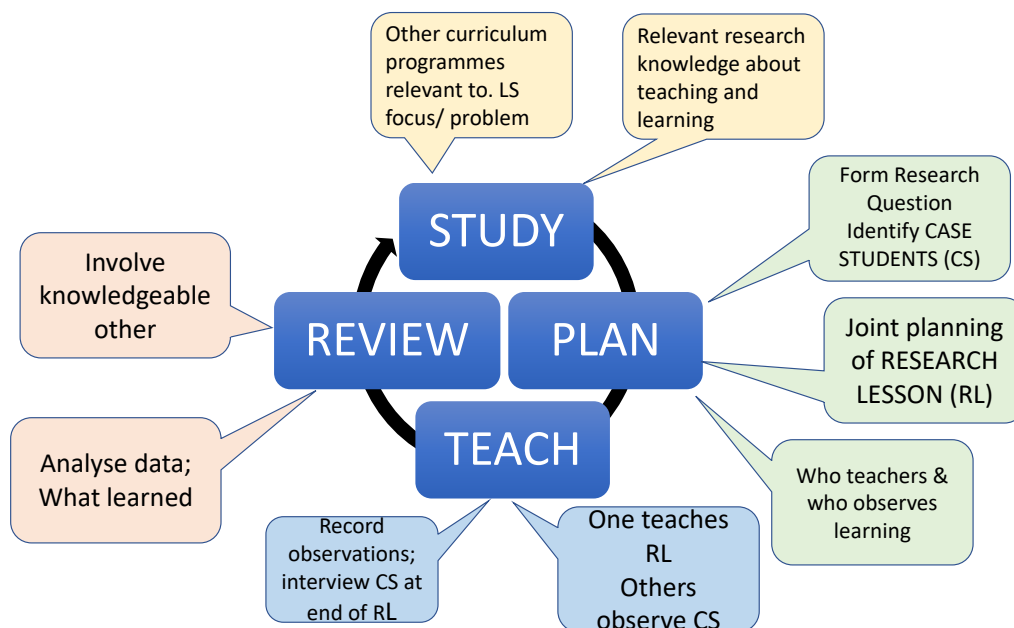 Other curriculum
programmes
relevant to. LS
focus/ problem
Relevant research
knowledge about
teaching and
learning
STUDY
Form Research
Question
Identify CASE
STUDENTS (CS)
Involve
knowledgeable
other
REVIEW
PLAN
Joint planning
of RESEARCH
LESSON (RL)
TEACH
Analyse data;
What learned
Who teachers &
who observes
learning
Record
observations;
interview CS at
end of RL
One teaches
RL
Others
observe CS